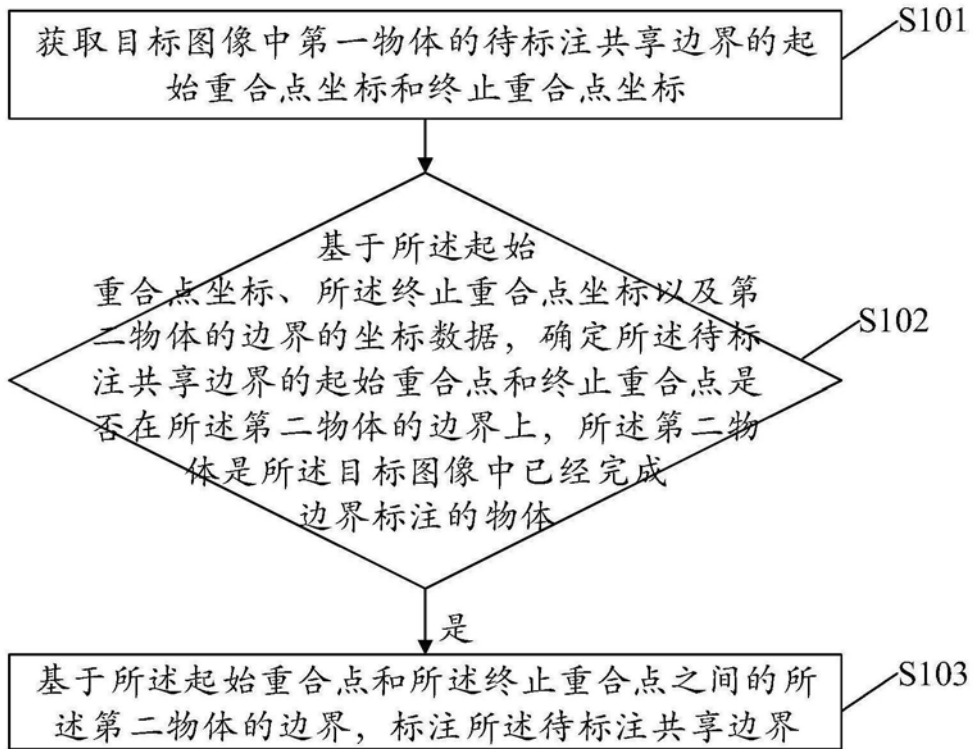 获取目标图像中第一物体的待标注共享边界的起
始重合点坐标和终止重合点坐标
S101
基于所述起始
重合点坐标、所述终止重合点坐标以及第
二物体的边界的坐标数据，确定所述待标
注共享边界的起始重合点和终止重合点是
否在所述第二物体的边界上，所述第二物
体是所述目标图像中已经完成
边界标注的物体
S102
是
基于所述起始重合点和所述终止重合点之间的所
述第二物体的边界，标注所述待标注共享边界
S103